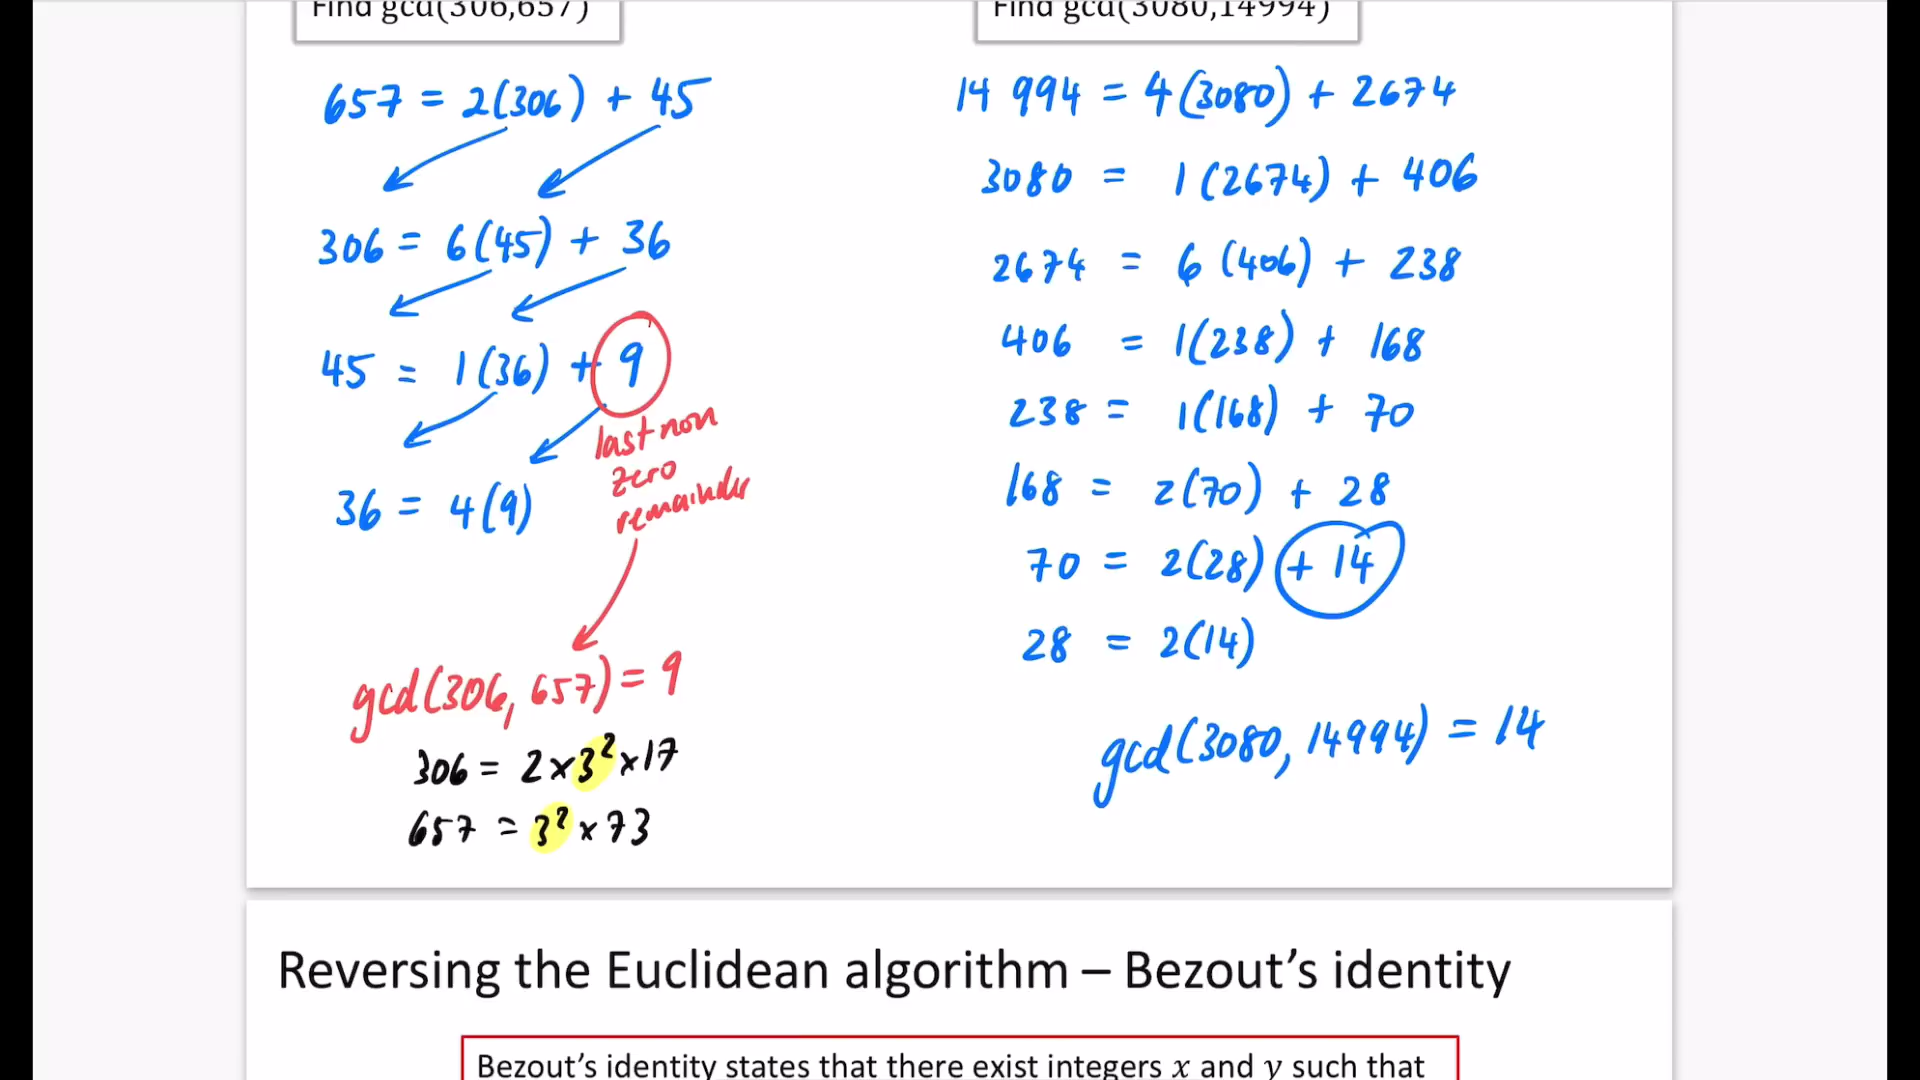 Find gcd(306,657)
657 = 2(306) + 45
306 = 6(45) + 36
45 = 1(36) + 9
last non
zero
remainder
36 = 4(9)
gcd(306, 657) = 9
306 = 2 × 3² × 17
657 = 3² × 73
Find gcd(3080,14994)
14 994 = 4(3080) + 2674
3080 = 1(2674) + 406
2674 = 6(406) + 238
406 = 1(238) + 168
238 = 1(168) + 70
168 = 2(70) + 28
70 = 2(28) + 14
28 = 2(14)
gcd(3080, 14994) = 14
Reversing the Euclidean algorithm – Bezout’s identity
Bezout’s identity states that there exist integers x and y such that